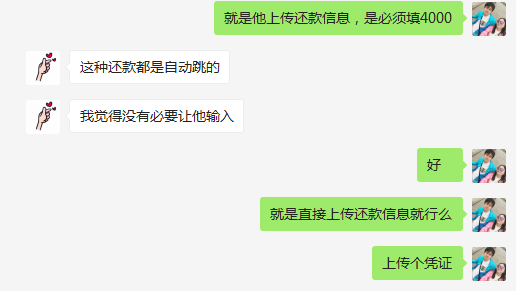 就是他上传还款信息，是必须填4000
这种还款都是自动跳的
我觉得没有必要让他输入
好
就是直接上传还款信息就行么
上传个凭证